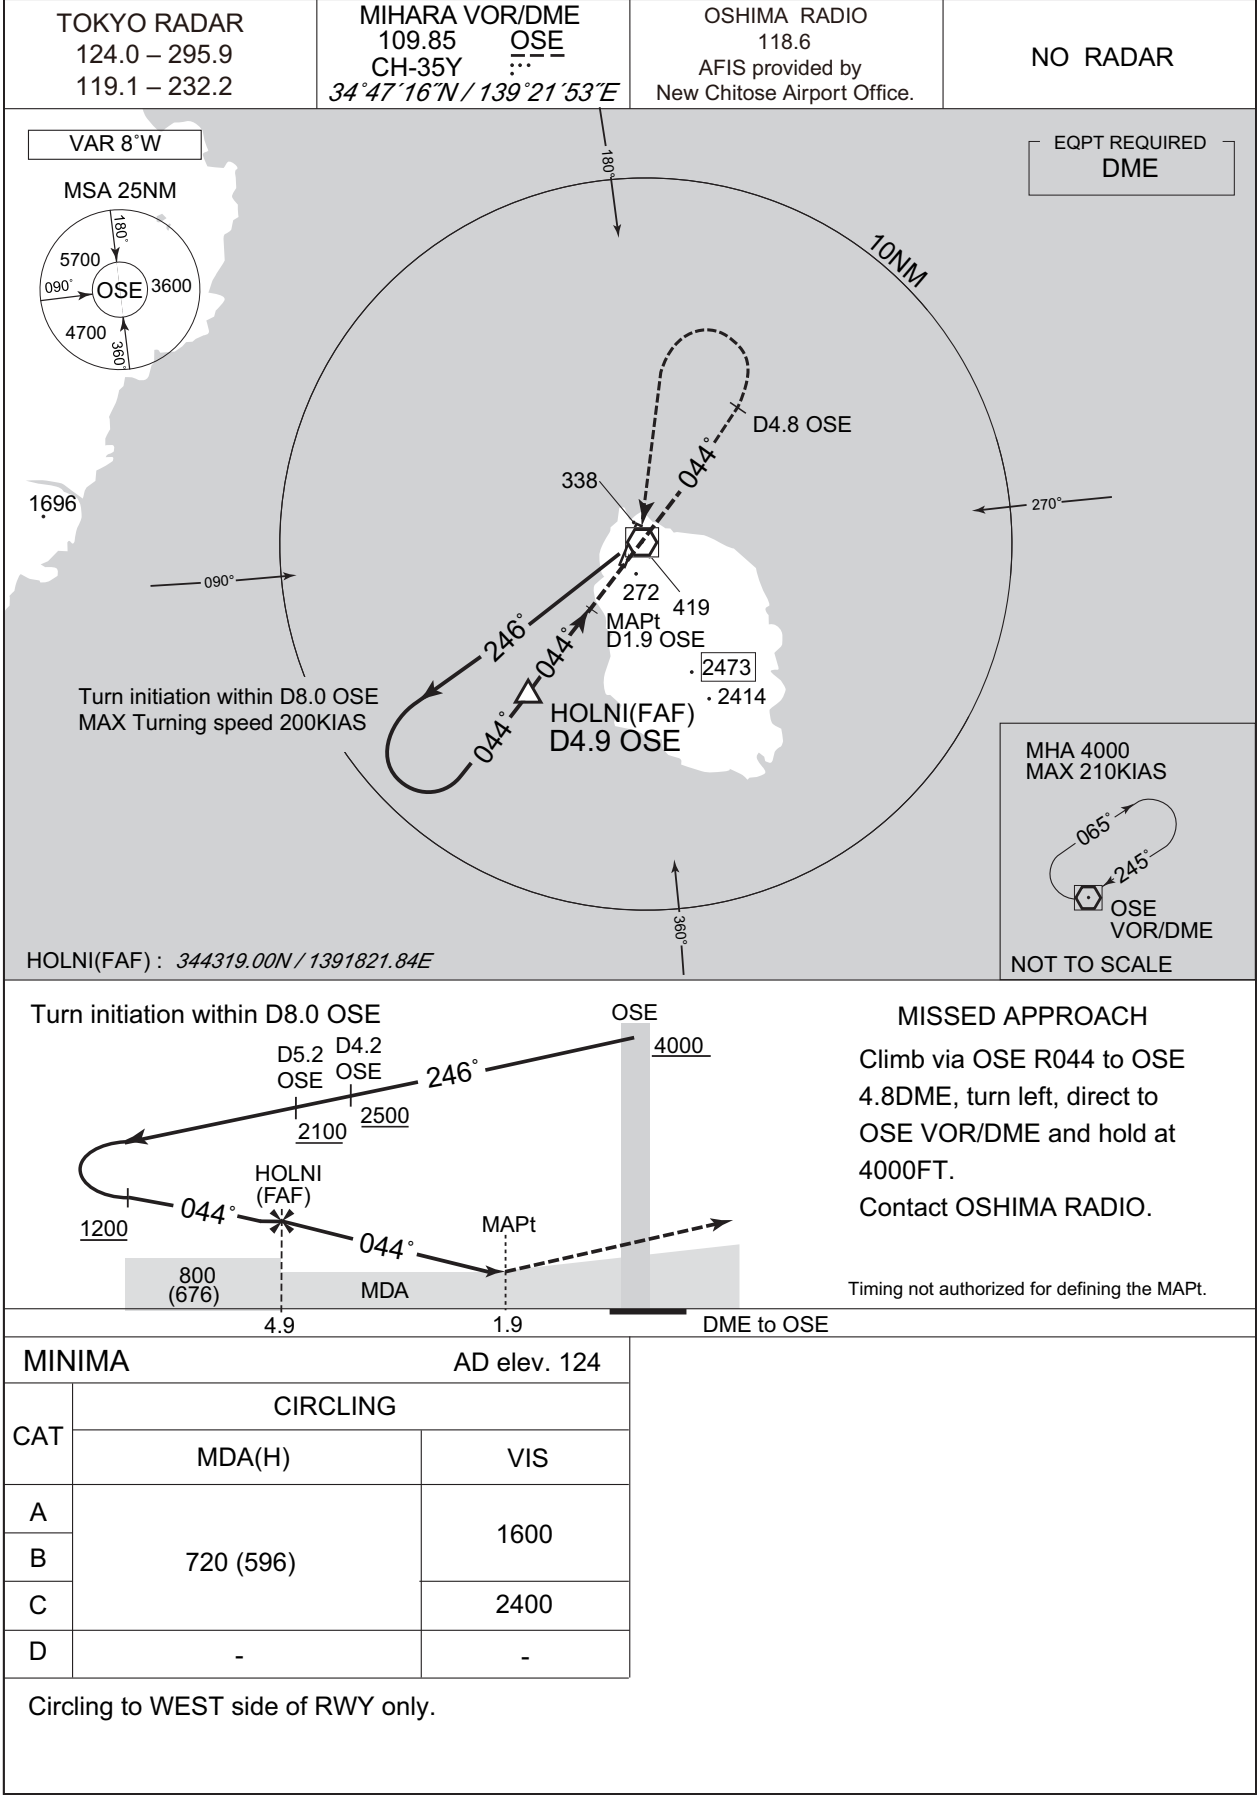 TOKYO RADAR
124.0 – 295.9
119.1 – 232.2
MIHARA VOR/DME
109.85 OSE
CH-35Y
34˚47´16˝N / 139˚21´53˝E
OSHIMA RADIO
118.6
AFIS provided by
New Chitose Airport Office.
NO RADAR
VAR 8˚W
MSA 25NM
180˚
5700
090˚
OSE
3600
4700
360˚
EQPT REQUIRED
DME
180˚
10NM
D4.8 OSE
044˚
338
1696
270˚
090˚
272
419
MAPt
D1.9 OSE
246˚
044˚
2473
2414
Turn initiation within D8.0 OSE
MAX Turning speed 200KIAS
HOLNI(FAF)
D4.9 OSE
044˚
MHA 4000
MAX 210KIAS
065˚
245˚
OSE
VOR/DME
NOT TO SCALE
360˚
HOLNI(FAF) : 344319.00N / 1391821.84E
Turn initiation within D8.0 OSE
OSE
D5.2
OSE
D4.2
OSE
246˚
4000
2500
2100
HOLNI
(FAF)
044˚
1200
044˚
MAPt
800
(676)
MDA
4.9
1.9
DME to OSE
MISSED APPROACH
Climb via OSE R044 to OSE
4.8DME, turn left, direct to
OSE VOR/DME and hold at
4000FT.
Contact OSHIMA RADIO.
Timing not authorized for defining the MAPt.
MINIMA AD elev. 124
CAT
CIRCLING
MDA(H) VIS
A
B
C
D
720 (596)
1600
2400
- -
Circling to WEST side of RWY only.